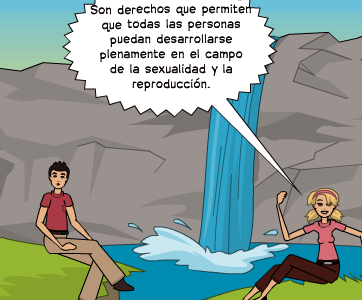 Son derechos que permiten
que todas las personas
puedan desarrollarse
plenamente en el campo
de la sexualidad y la
reproducción.